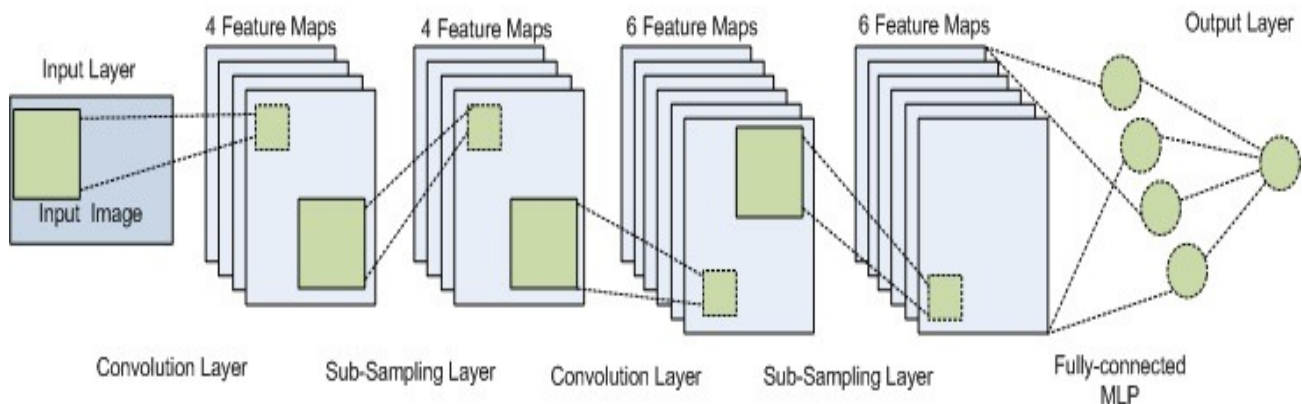 4 Feature Maps
4 Feature Maps
6 Feature Maps
6 Feature Maps
Output Layer
Input Layer
Input Image
Convolution Layer
Sub-Sampling Layer
Convolution Layer
Sub-Sampling Layer
Fully-connected
MLP